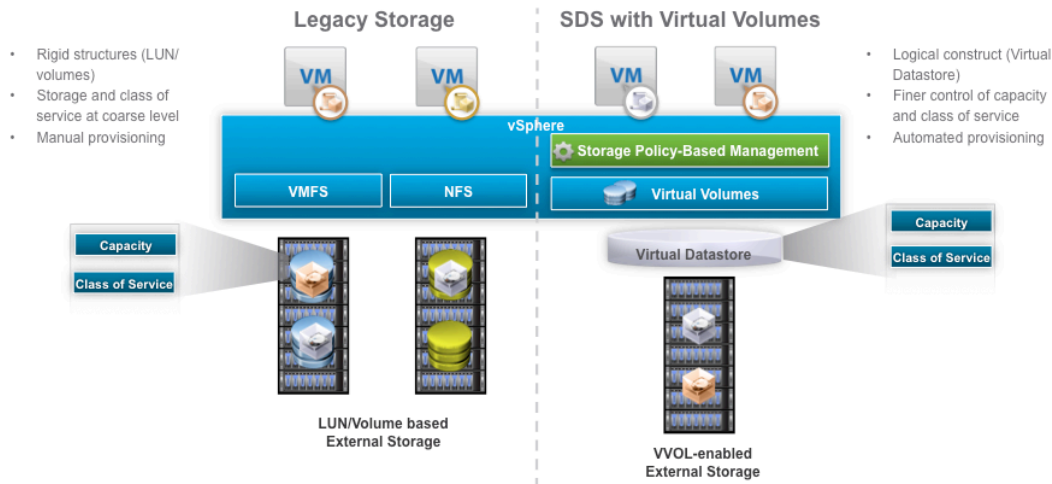 Legacy Storage
SDS with Virtual Volumes
• Rigid structures (LUN/
volumes)
• Storage and class of
service at coarse level
• Manual provisioning
VM
VM
VM
VM
• Logical construct (Virtual
Datastore)
• Finer control of capacity
and class of service
• Automated provisioning
vSphere
Storage Policy-Based Management
VMFS
NFS
Virtual Volumes
Capacity
Class of Service
Virtual Datastore
Capacity
Class of Service
LUN/Volume based
External Storage
VVOL-enabled
External Storage